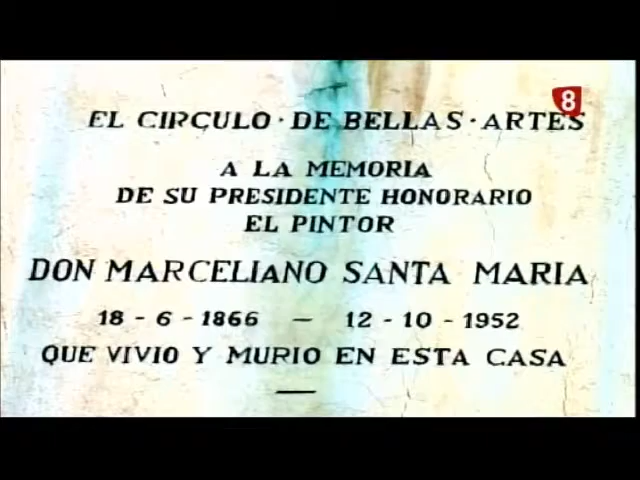 8
EL CIRCULO · DE BELLAS · ARTES
A LA MEMORIA
DE SU PRESIDENTE HONORARIO
EL PINTOR
DON MARCELIANO SANTA MARIA
18 - 6 - 1866 — 12 - 10 - 1952
QUE VIVIO Y MURIO EN ESTA CASA